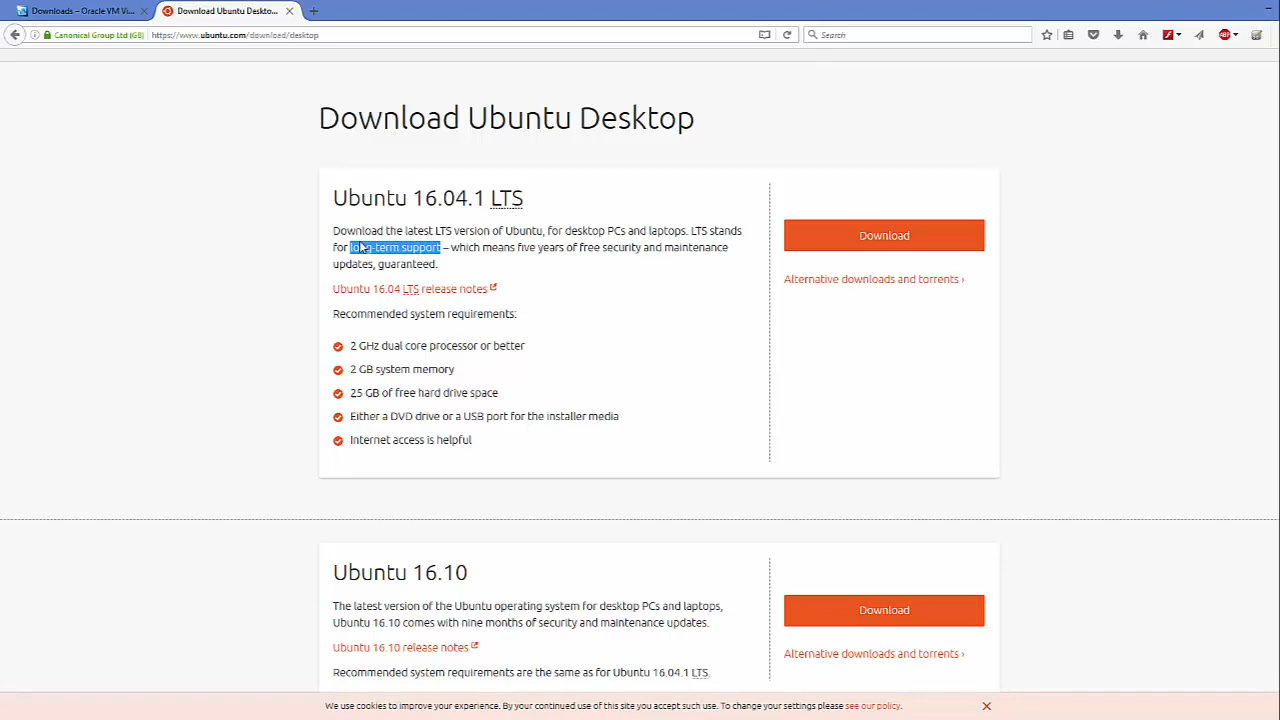 Downloads – Oracle VM Vi...
Download Ubuntu Deskto...
Canonical Group Ltd (GB)
https://www.ubuntu.com/download/desktop
Search
Download Ubuntu Desktop
Ubuntu 16.04.1 LTS
Download the latest LTS version of Ubuntu, for desktop PCs and laptops. LTS stands
for long-term support – which means five years of free security and maintenance
updates, guaranteed.
Ubuntu 16.04 LTS release notes
Recommended system requirements:
2 GHz dual core processor or better
2 GB system memory
25 GB of free hard drive space
Either a DVD drive or a USB port for the installer media
Internet access is helpful
Download
Alternative downloads and torrents ›
Ubuntu 16.10
The latest version of the Ubuntu operating system for desktop PCs and laptops,
Ubuntu 16.10 comes with nine months of security and maintenance updates.
Ubuntu 16.10 release notes
Recommended system requirements are the same as for Ubuntu 16.04.1 LTS.
Download
Alternative downloads and torrents ›
We use cookies to improve your experience. By your continued use of this site you accept such use. To change your settings please see our policy.
ABP